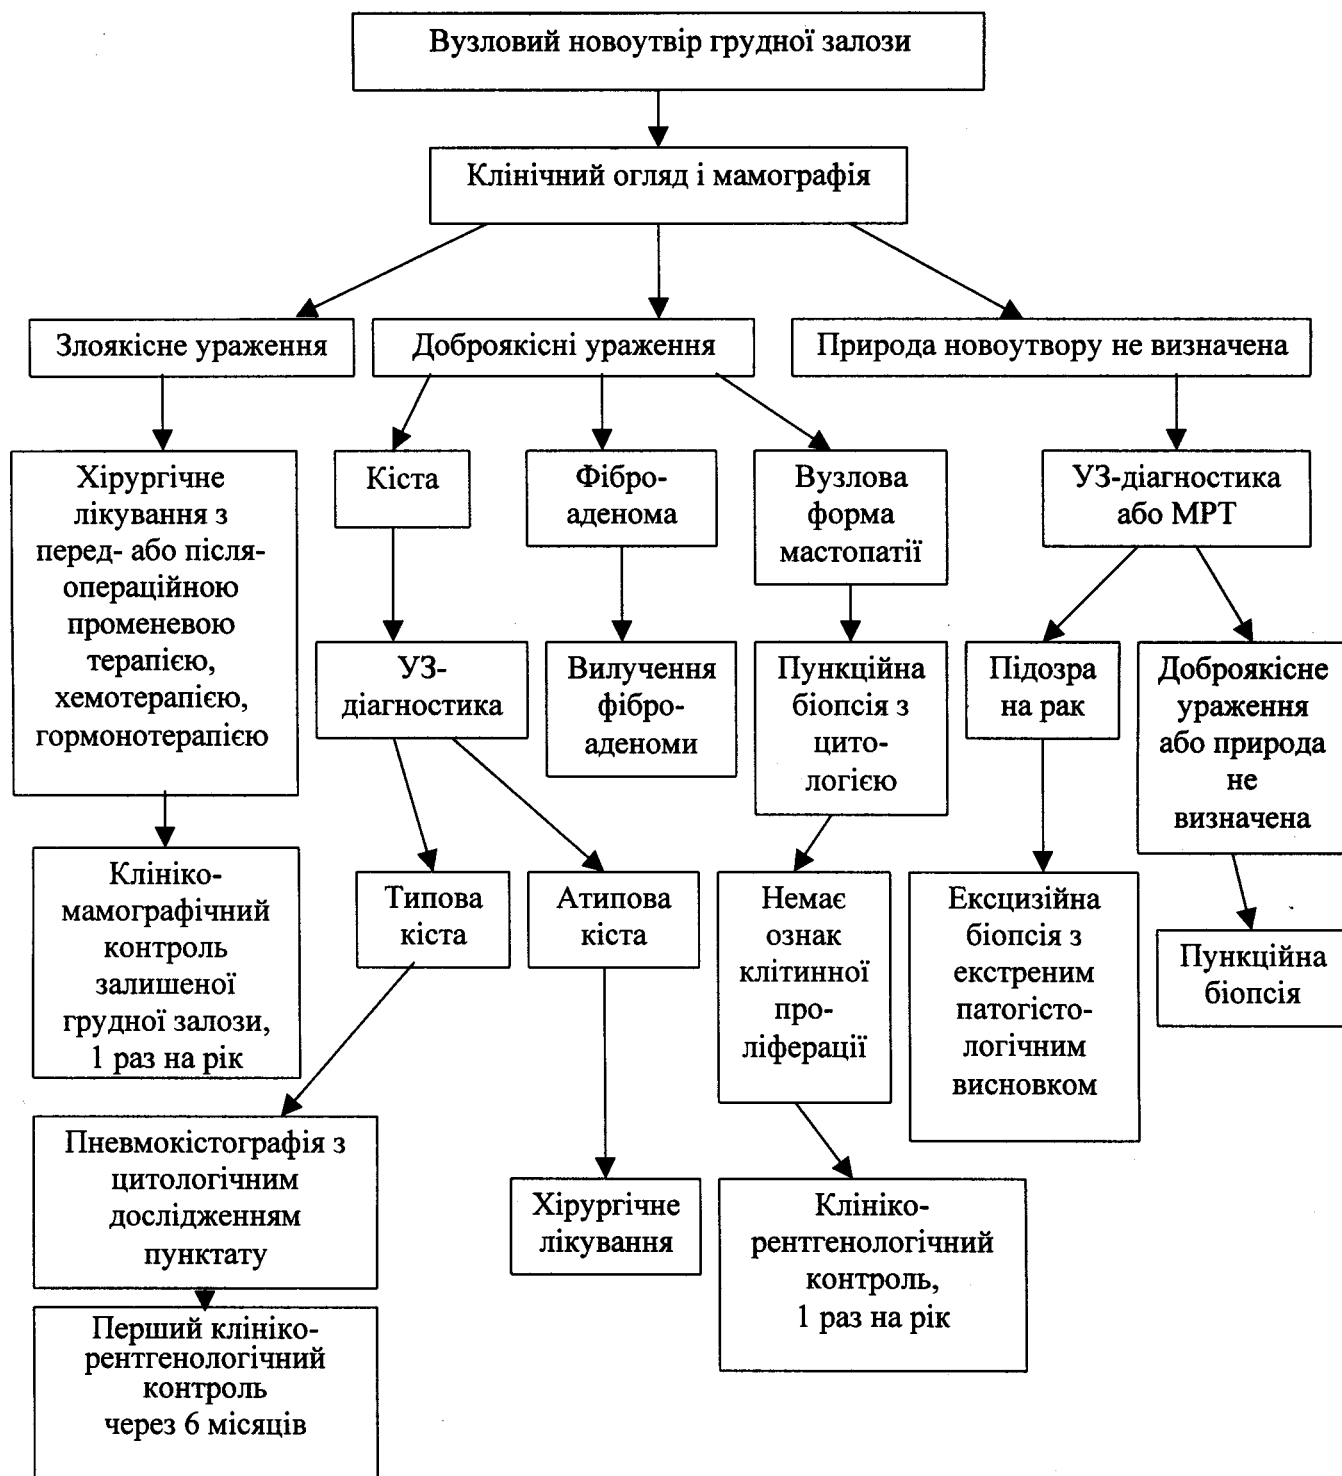 Вузловий новоутвір грудної залози
Клінічний огляд і мамографія
Злоякісне ураження
Доброякісні ураження
Природа новоутвору не визначена
Хірургічне
лікування з
перед- або після-
операційною
променевою
терапією,
хемотерапією,
гормонотерапією
Кіста
Фібро-
аденома
Вузлова
форма
мастопатії
УЗ-діагностика
або МРТ
УЗ-
діагностика
Вилучення
фібро-
аденоми
Пункційна
біопсія з
цито-
логією
Підозра
на рак
Доброякісне
ураження
або природа
не
визначена
Клініко-
мамографічний
контроль
залишеної
грудної залози,
1 раз на рік
Типова
кіста
Атипова
кіста
Немає
ознак
клітинної
про-
ліферації
Ексцизійна
біопсія з
екстреним
патогісто-
логічним
висновком
Пункційна
біопсія
Пневмокістографія з
цитологічним
дослідженням
пунктату
Хірургічне
лікування
Клініко-
рентгенологічний
контроль,
1 раз на рік
Перший клініко-
рентгенологічний
контроль
через 6 місяців